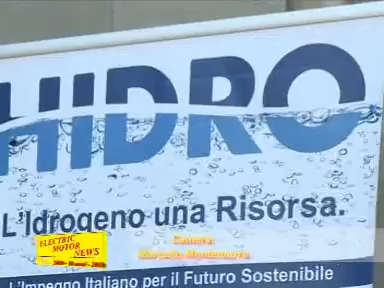 HIDRO
L'Idrogeno una Risorsa.
ELECTRIC
MOTOR
NEWS
Camera:
L'Impegno Italiano per il Futuro Sostenibile